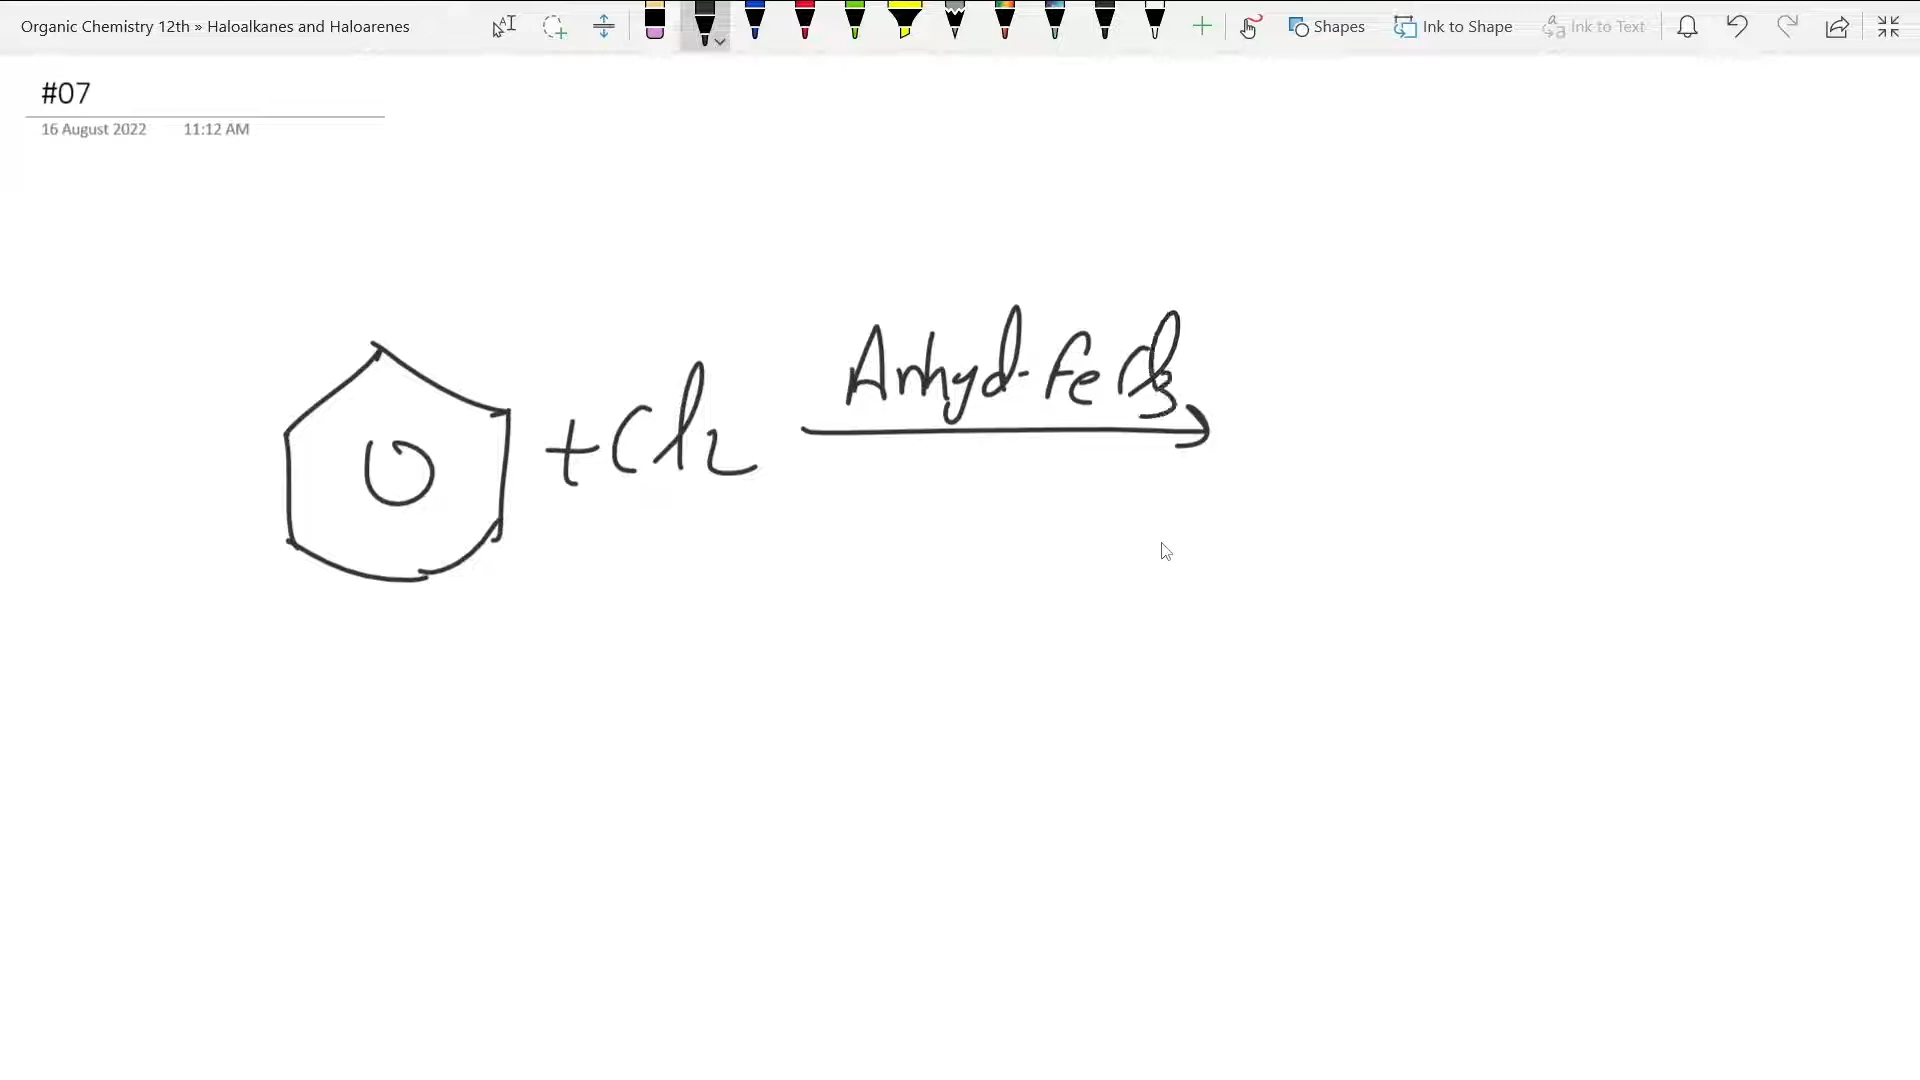 Organic Chemistry 12th » Haloalkanes and Haloarenes
Shapes
Ink to Shape
Ink to Text
#07
16 August 2022 11:12 AM
+ Cl2 Anhyd. FeCl3